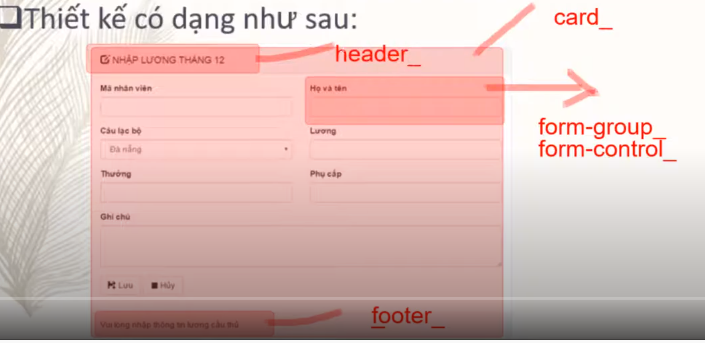 ❑Thiết kế có dạng như sau:
card_
NHẬP LƯƠNG THÁNG 12
header_
Mã nhân viên
Họ và tên
form-group_
form-control_
Câu lạc bộ
Lương
Đà nẵng
Thưởng
Phụ cấp
Ghi chú
Lưu
Hủy
footer_
Vui lòng nhập thông tin lương cầu thủ